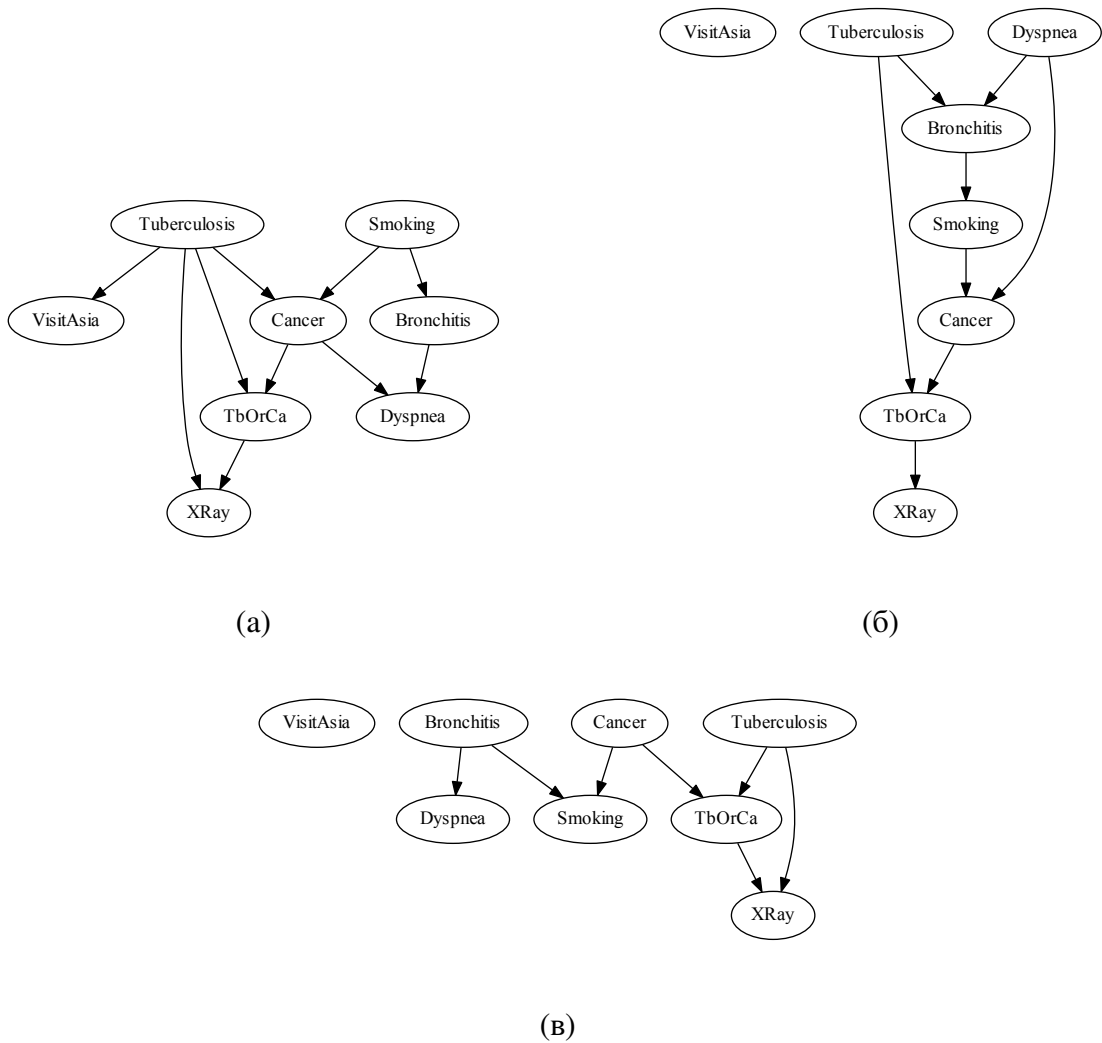 VisitAsia Tuberculosis Dyspnea
Bronchitis
Tuberculosis Smoking Smoking
VisitAsia Cancer Bronchitis Cancer
TbOrCa Dyspnea TbOrCa
XRay XRay
(а) (б)
VisitAsia Bronchitis Cancer Tuberculosis
Dyspnea Smoking TbOrCa
XRay
(в)